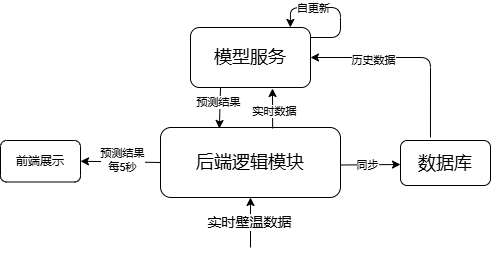 自更新
模型服务
历史数据
预测结果
实时数据
前端展示
预测结果
每5秒
后端逻辑模块
同步
数据库
实时壁温数据